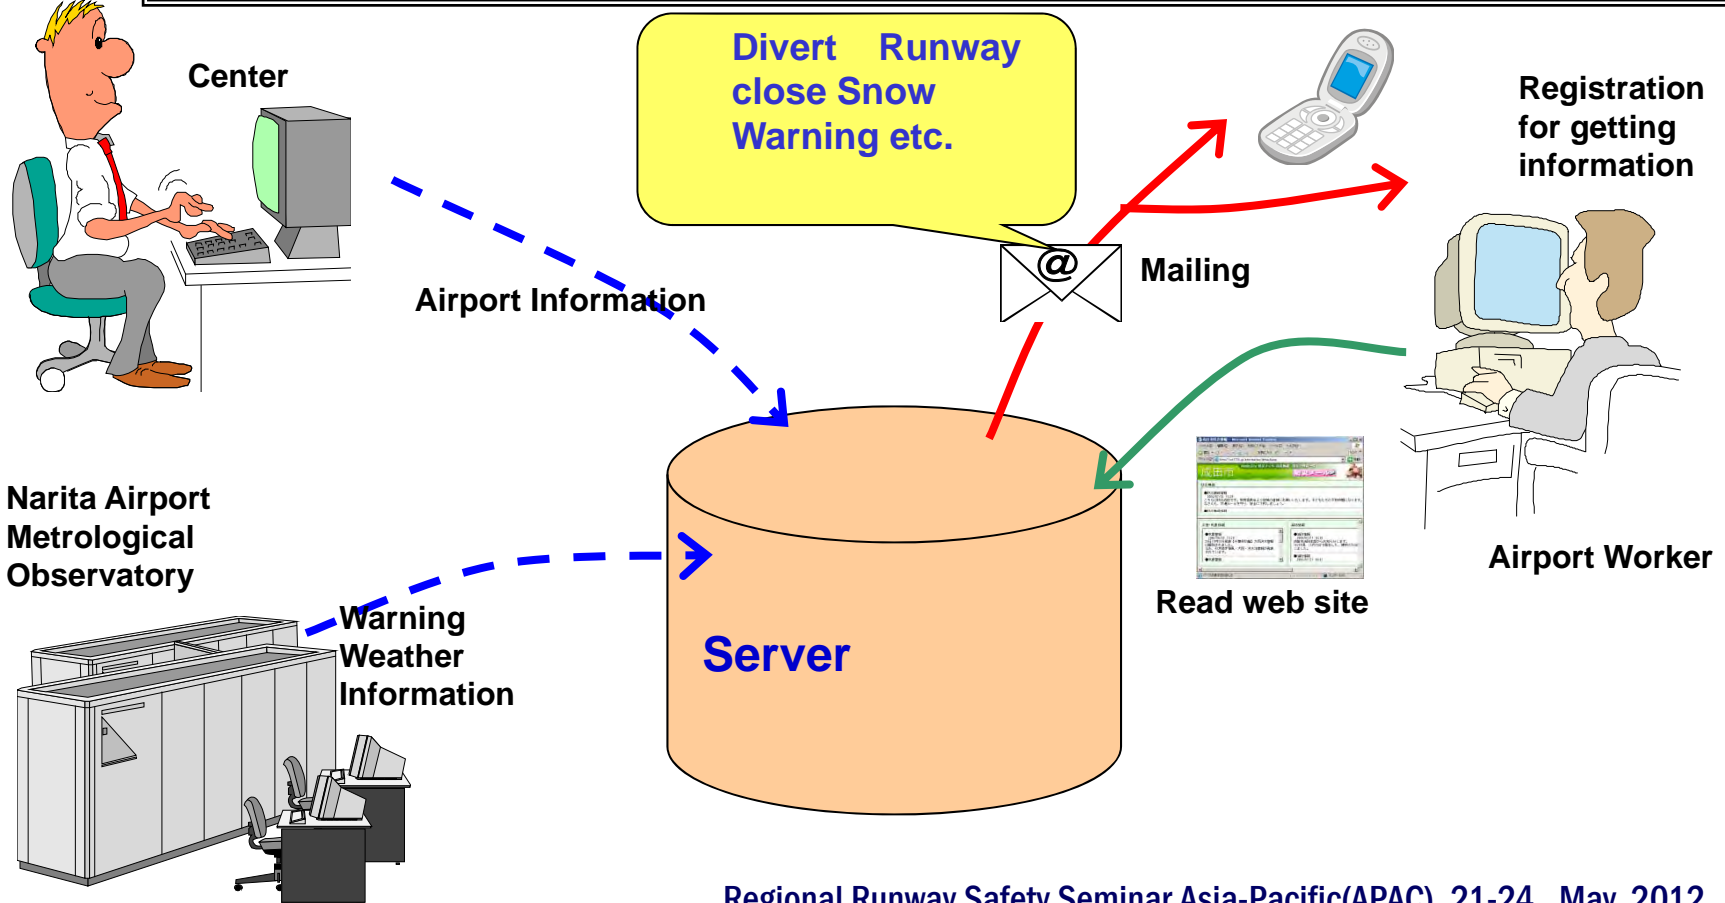 Center
Divert Runway
close Snow
Warning etc.
Registration
for getting
information
@
Mailing
Airport Information
Narita Airport
Metrological
Observatory
Warning
Weather
Information
Server
Read web site
Airport Worker
Regional Runway Safety Seminar Asia-Pacific(APAC) 21-24 May, 2012